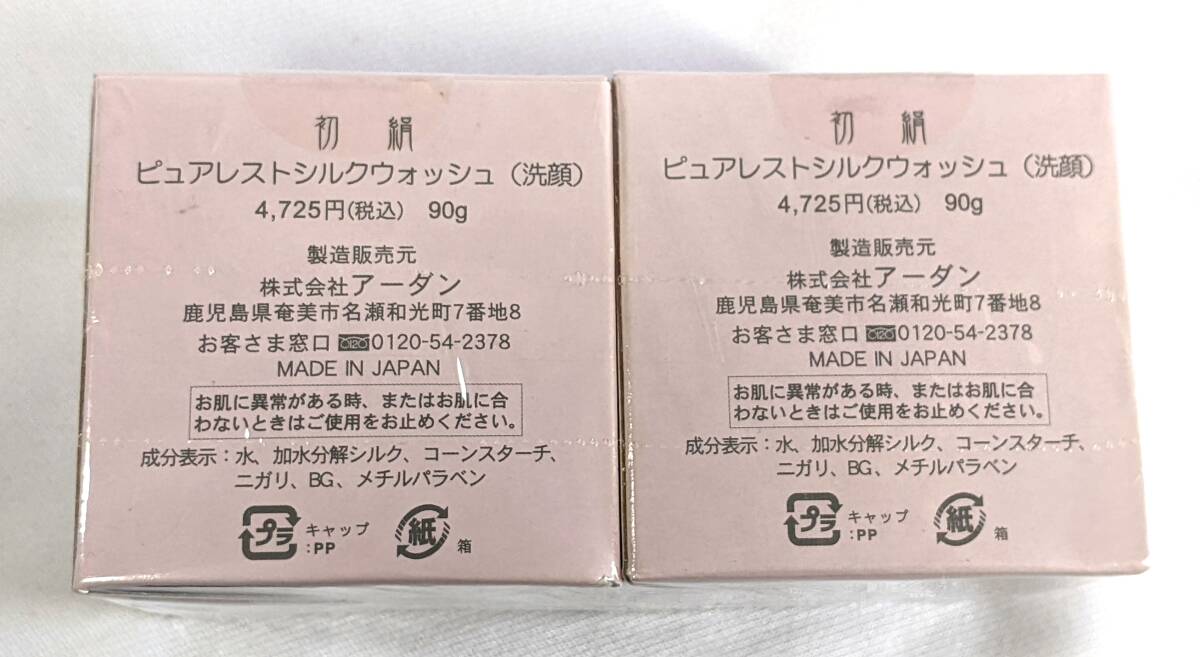 初 絹
ピュアレストシルクウォッシュ（洗顔）
4,725円(税込) 90g
製造販売元
株式会社アーダン
鹿児島県奄美市名瀬和光町7番地8
お客さま窓口 0120-54-2378
MADE IN JAPAN
お肌に異常がある時、またはお肌に合
わないときはご使用をお止めください。
成分表示：水、加水分解シルク、コーンスターチ、
ニガリ、BG、メチルパラベン
プラ キャップ
:PP
紙 箱
初 絹
ピュアレストシルクウォッシュ（洗顔）
4,725円(税込) 90g
製造販売元
株式会社アーダン
鹿児島県奄美市名瀬和光町7番地8
お客さま窓口 0120-54-2378
MADE IN JAPAN
お肌に異常がある時、またはお肌に合
わないときはご使用をお止めください。
成分表示：水、加水分解シルク、コーンスターチ、
ニガリ、BG、メチルパラベン
プラ キャップ
:PP
紙 箱